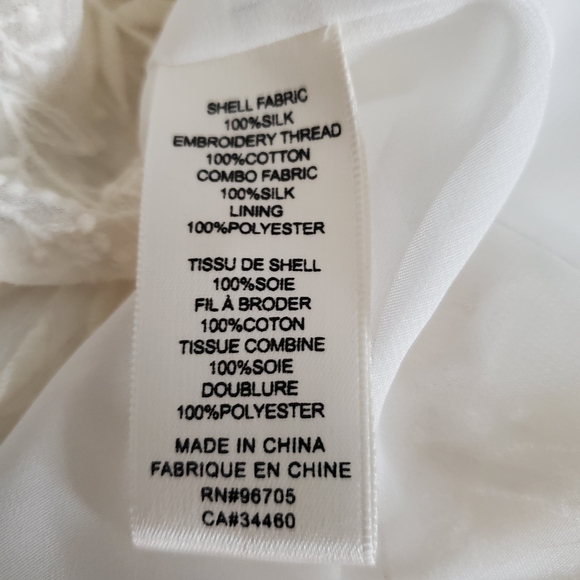 SHELL FABRIC
100%SILK
EMBROIDERY THREAD
100%COTTON
COMBO FABRIC
100%SILK
LINING
100%POLYESTER
TISSU DE SHELL
100%SOIE
FIL À BRODER
100%COTON
TISSUE COMBINE
100%SOIE
DOUBLURE
100%POLYESTER
MADE IN CHINA
FABRIQUE EN CHINE
RN#96705
CA#34460